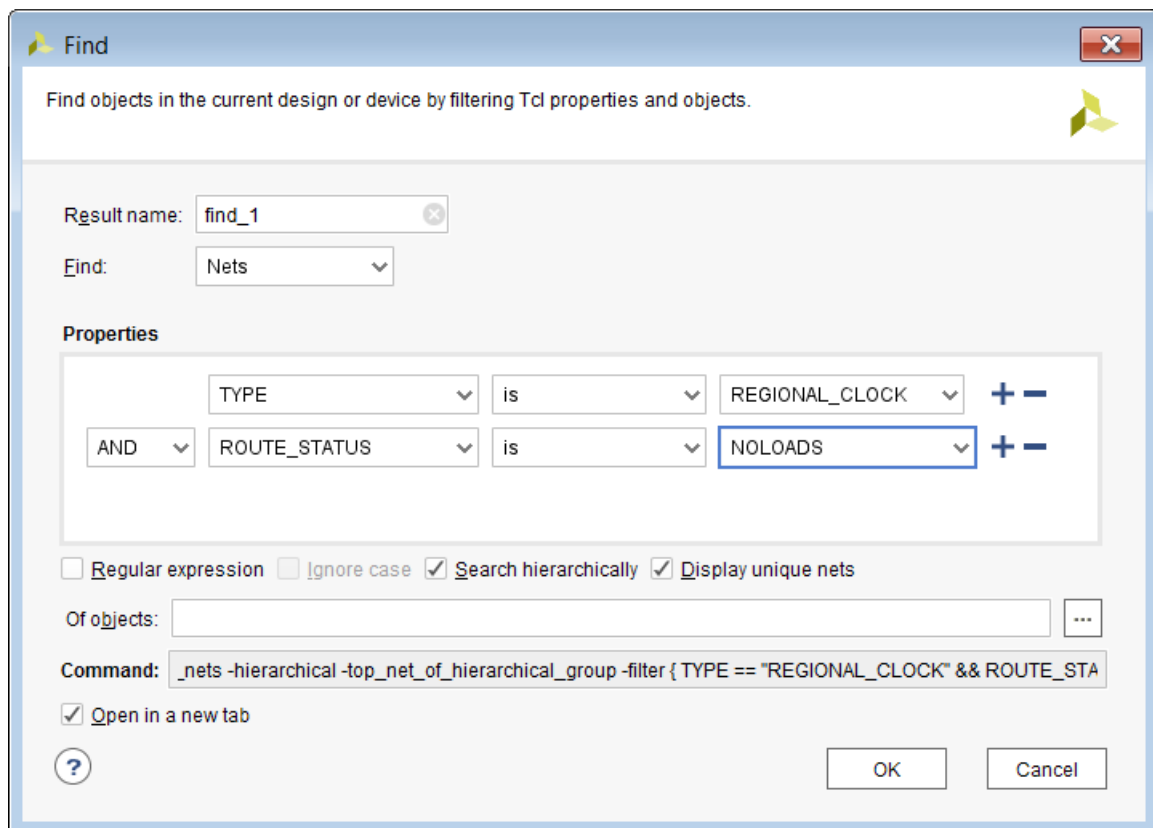 Find
Find objects in the current design or device by filtering Tcl properties and objects.
Result name: find_1
Find: Nets
Properties
TYPE is REGIONAL_CLOCK
AND ROUTE_STATUS is NOLOADS
Regular expression Ignore case Search hierarchically Display unique nets
Of objects: ...
Command: _nets -hierarchical -top_net_of_hierarchical_group -filter { TYPE == "REGIONAL_CLOCK" && ROUTE_STA
Open in a new tab
? OK Cancel